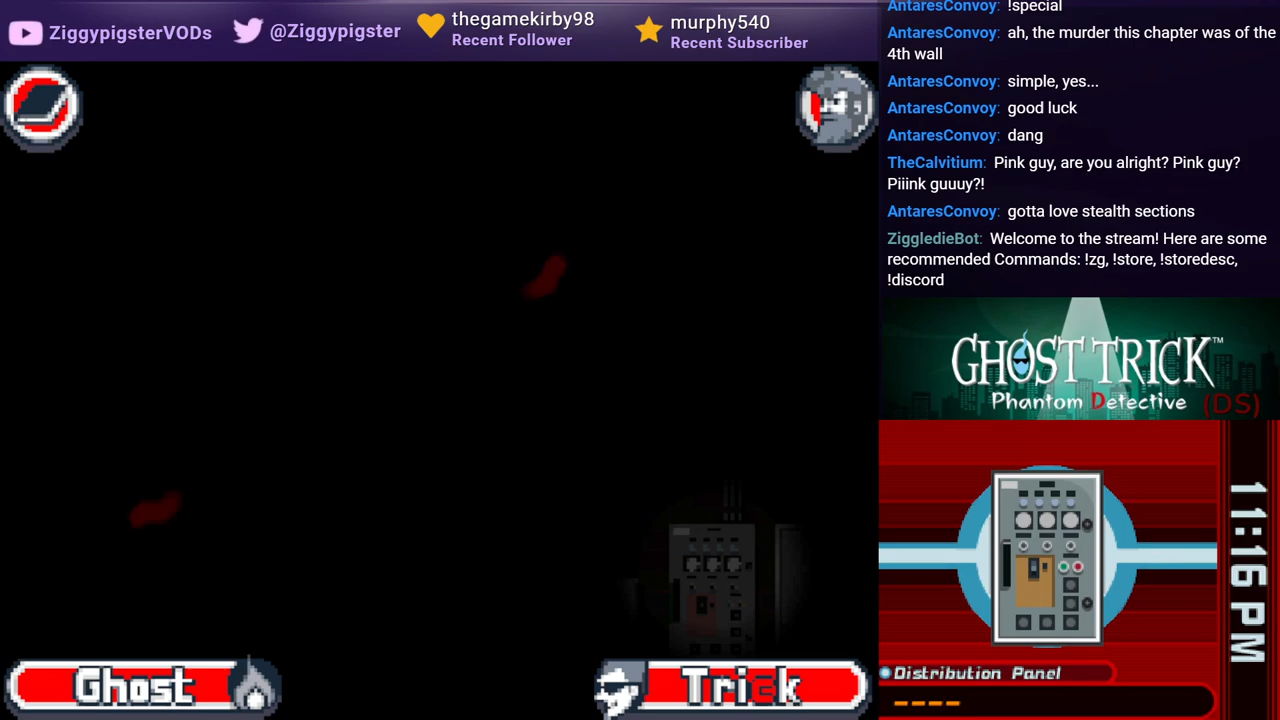 ZiggypigsterVODs
@Ziggypigster
thegamekirby98
Recent Follower
murphy540
Recent Subscriber
AntaresConvoy: !special
AntaresConvoy: ah, the murder this chapter was of the
4th wall
AntaresConvoy: simple, yes...
AntaresConvoy: good luck
AntaresConvoy: dang
TheCalvitium: Pink guy, are you alright? Pink guy?
Piiink guuuy?!
AntaresConvoy: gotta love stealth sections
ZiggledieBot: Welcome to the stream! Here are some
recommended Commands: !zg, !store, !storedesc,
!discord
GHOST TRICK™
Phantom Detective (DS)
11:16 PM
Distribution Panel
----
Ghost
Trick